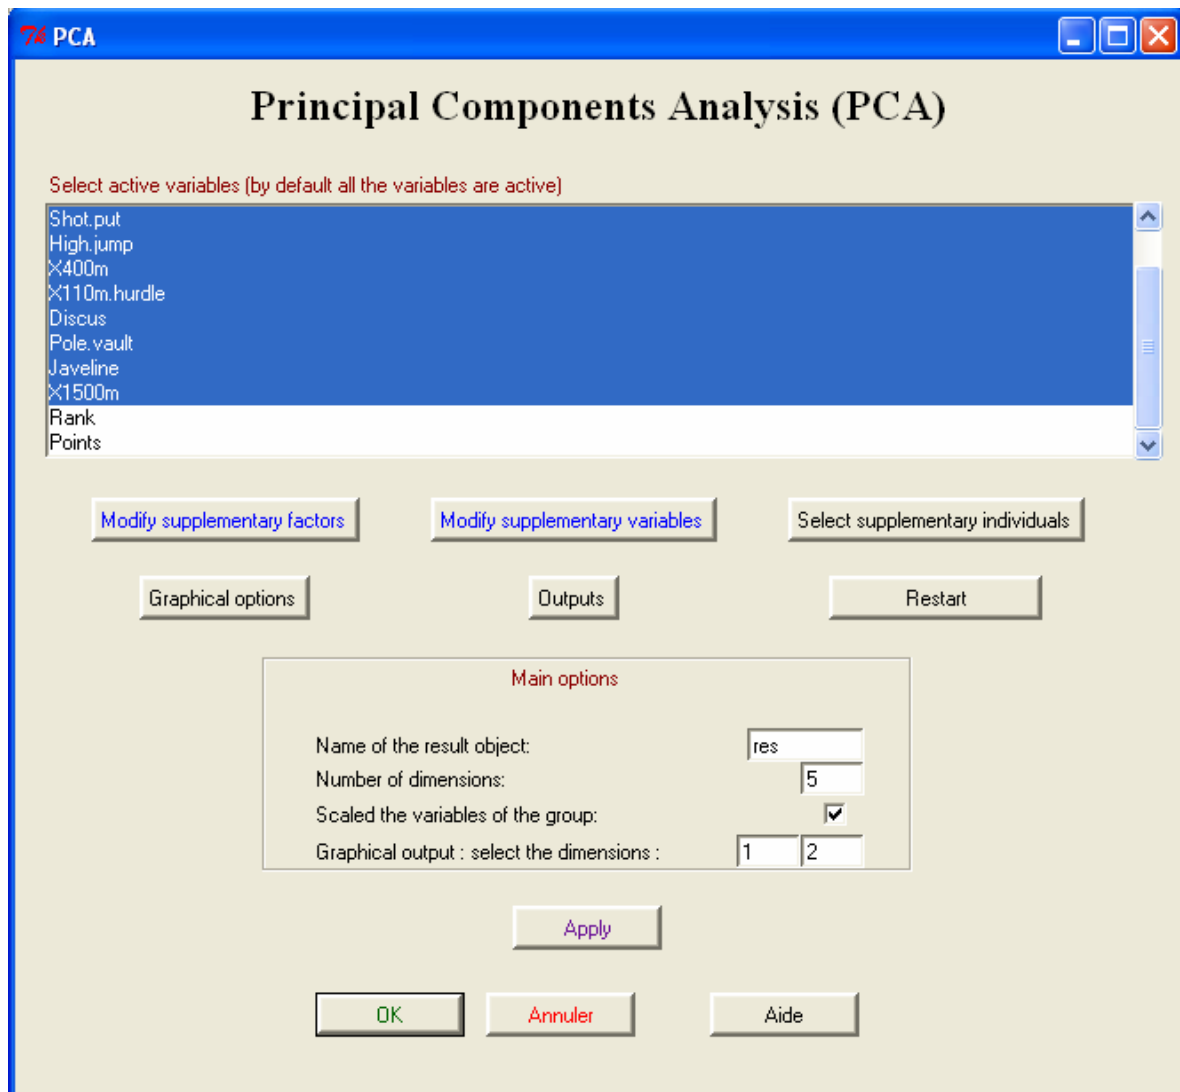 PCA
Principal Components Analysis (PCA)
Select active variables (by default all the variables are active)
Shot.put
High.jump
X400m
X110m.hurdle
Discus
Pole.vault
Javeline
X1500m
Rank
Points
Modify supplementary factors Modify supplementary variables Select supplementary individuals
Graphical options Outputs Restart
Main options
Name of the result object: res
Number of dimensions: 5
Scaled the variables of the group:
Graphical output : select the dimensions : 1 2
Apply
OK Annuler Aide